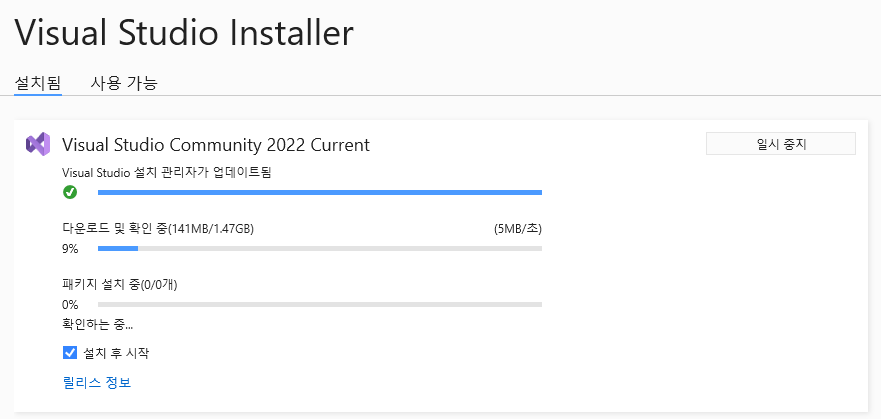 Visual Studio Installer
설치됨 사용 가능
Visual Studio Community 2022 Current 일시 중지
Visual Studio 설치 관리자가 업데이트됨
다운로드 및 확인 중(141MB/1.47GB) (5MB/초)
9%
패키지 설치 중(0/0개)
0%
확인하는 중...
설치 후 시작
릴리스 정보